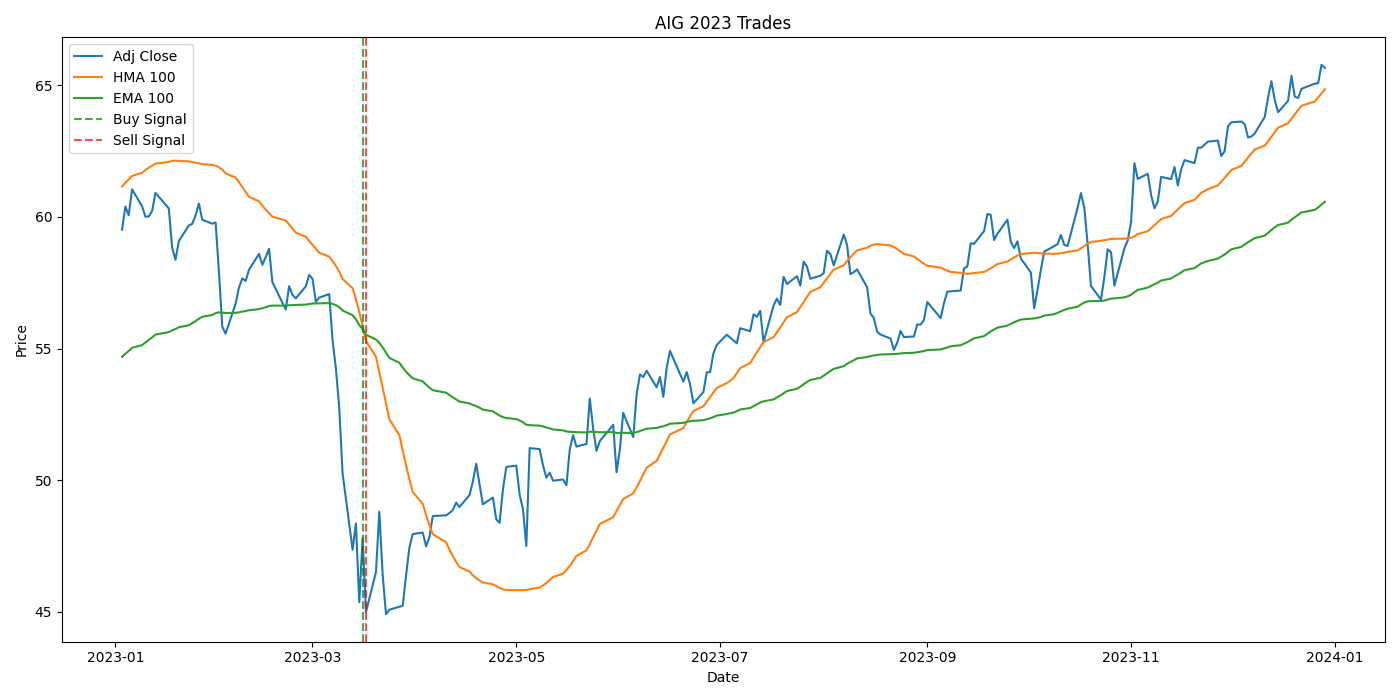 AIG 2023 Trades
Adj Close
HMA 100
EMA 100
Buy Signal
Sell Signal
Price
65
60
55
50
45
2023-01
2023-03
2023-05
2023-07
2023-09
2023-11
2024-01
Date